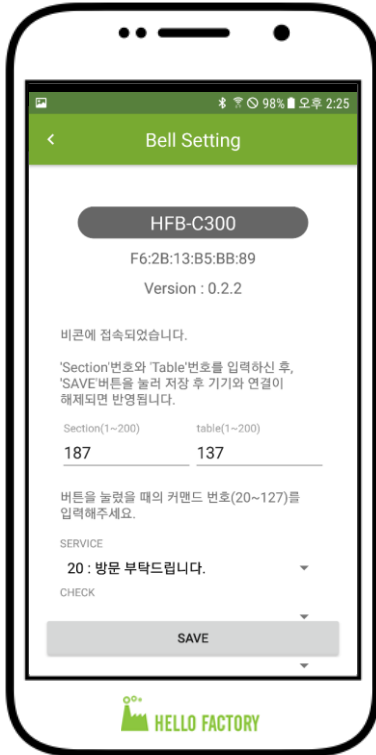 98% 오후 2:25
Bell Setting
HFB-C300
F6:2B:13:B5:BB:89
Version : 0.2.2
비콘에 접속되었습니다.
'Section'번호와 'Table'번호를 입력하신 후,
'SAVE'버튼을 눌러 저장 후 기기와 연결이
해제되면 반영됩니다.
Section(1~200) table(1~200)
187 137
버튼을 눌렀을 때의 커맨드 번호(20~127)를
입력해주세요.
SERVICE
20 : 방문 부탁드립니다.
CHECK
SAVE
HELLO FACTORY